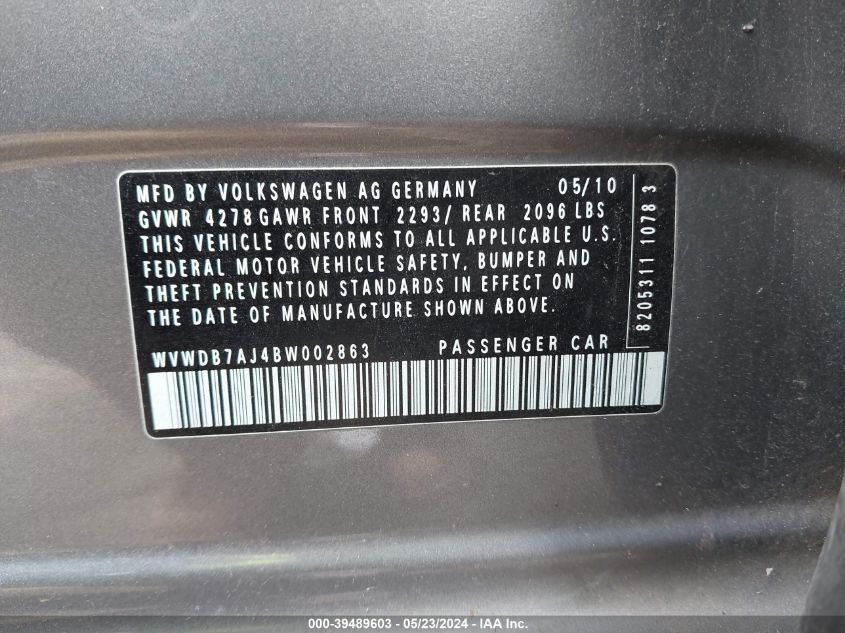 MFD BY VOLKSWAGEN AG GERMANY 05/10
GVWR 4278 GAWR FRONT 2293/ REAR 2096 LBS
THIS VEHICLE CONFORMS TO ALL APPLICABLE U.S.
FEDERAL MOTOR VEHICLE SAFETY, BUMPER AND
THEFT PREVENTION STANDARDS IN EFFECT ON
THE DATE OF MANUFACTURE SHOWN ABOVE.
WVWDB7AJ4BW002863 PASSENGER CAR
8205311 1078 3
000-39489603 - 05/23/2024 - IAA Inc.